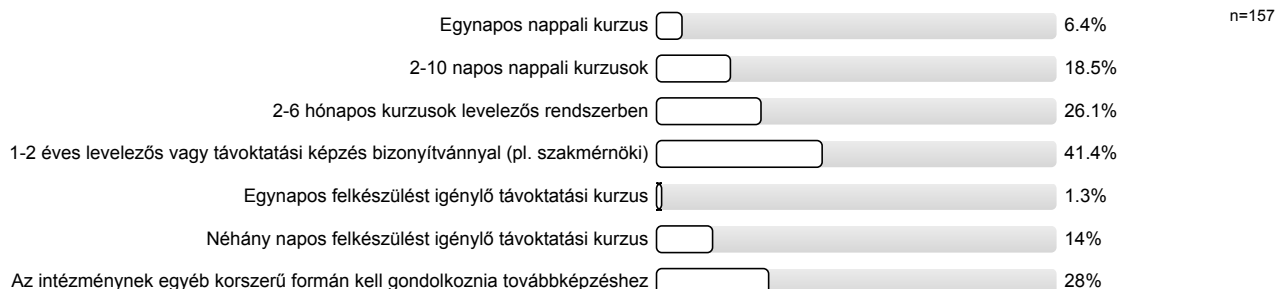 Egynapos nappali kurzus 6.4% n=157
2-10 napos nappali kurzusok 18.5%
2-6 hónapos kurzusok levelezős rendszerben 26.1%
1-2 éves levelezős vagy távoktatási képzés bizonyítvánnyal (pl. szakmérnöki) 41.4%
Egynapos felkészülést igénylő távoktatási kurzus 1.3%
Néhány napos felkészülést igénylő távoktatási kurzus 14%
Az intézménynek egyéb korszerű formán kell gondolkoznia továbbképzéshez 28%